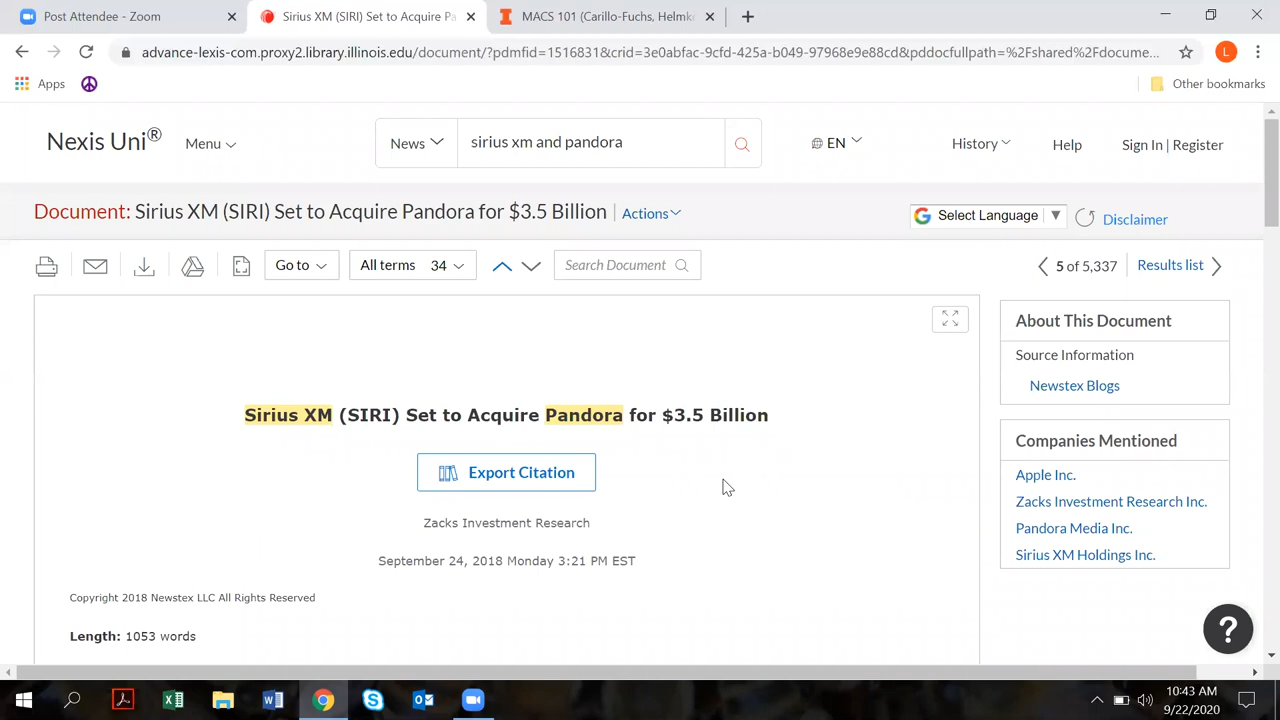 Post Attendee - Zoom
Sirius XM (SIRI) Set to Acquire Pa
MACS 101 (Carillo-Fuchs, Helmke
advance-lexis-com.proxy2.library.illinois.edu/document/?pdmfid=1516831&crid=3e0abfac-9cfd-425a-b049-97968e9e88cd&pddocfullpath=%2Fshared%2Fdocume...
L
Apps
Other bookmarks
Nexis Uni®
Menu
News
sirius xm and pandora
EN
History
Help
Sign In | Register
Document: Sirius XM (SIRI) Set to Acquire Pandora for $3.5 Billion
Actions
G Select Language ▼
Disclaimer
Go to
All terms 34
Search Document
5 of 5,337
Results list
About This Document
Source Information
Newstex Blogs
Sirius XM (SIRI) Set to Acquire Pandora for $3.5 Billion
Export Citation
Zacks Investment Research
September 24, 2018 Monday 3:21 PM EST
Copyright 2018 Newstex LLC All Rights Reserved
Length: 1053 words
Companies Mentioned
Apple Inc.
Zacks Investment Research Inc.
Pandora Media Inc.
Sirius XM Holdings Inc.
?
10:43 AM
9/22/2020